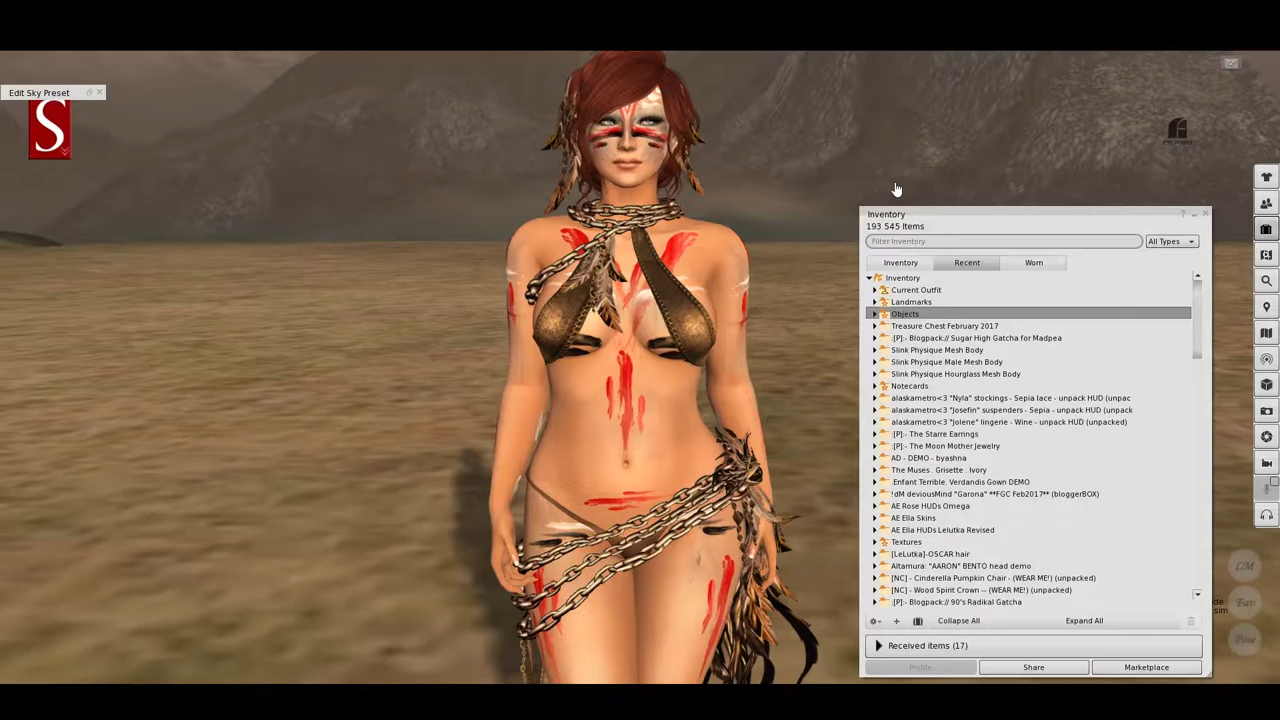 Edit Sky Preset
S
Inventory
193 545 Items
Filter Inventory
All Types
Inventory Recent Worn
Inventory
Current Outfit
Landmarks
Objects
Treasure Chest February 2017
:[P]:- Blogpack:// Sugar High Gatcha for Madpea
Slink Physique Mesh Body
Slink Physique Male Mesh Body
Slink Physique Hourglass Mesh Body
Notecards
alaskametro<3 "Nyla" stockings - Sepia lace - unpack HUD (unpac
alaskametro<3 "Josefin" suspenders - Sepia - unpack HUD (unpack
alaskametro<3 "Jolene" lingerie - Wine - unpack HUD (unpacked)
:[P]:- The Starre Earrings
:[P]:- The Moon Mother Jewelry
AD - DEMO - byashna
The Muses . Grisette . Ivory
.Enfant Terrible. Verdandis Gown DEMO
!dM deviousMind "Garona" **FGC Feb2017** (bloggerBOX)
AE Rose HUDs Omega
AE Ella Skins
AE Ella HUDs Lelutka Revised
Textures
[LeLutka]-OSCAR hair
Altamura: "AARON" BENTO head demo
[NC] - Cinderella Pumpkin Chair - (WEAR ME!) (unpacked)
[NC] - Wood Spirit Crown -- (WEAR ME!) (unpacked)
:[P]:- Blogpack:// 90's Radikal Gatcha
Collapse All Expand All
Received items (17)
Profile Share Marketplace
LM
Fav
Pose
sim